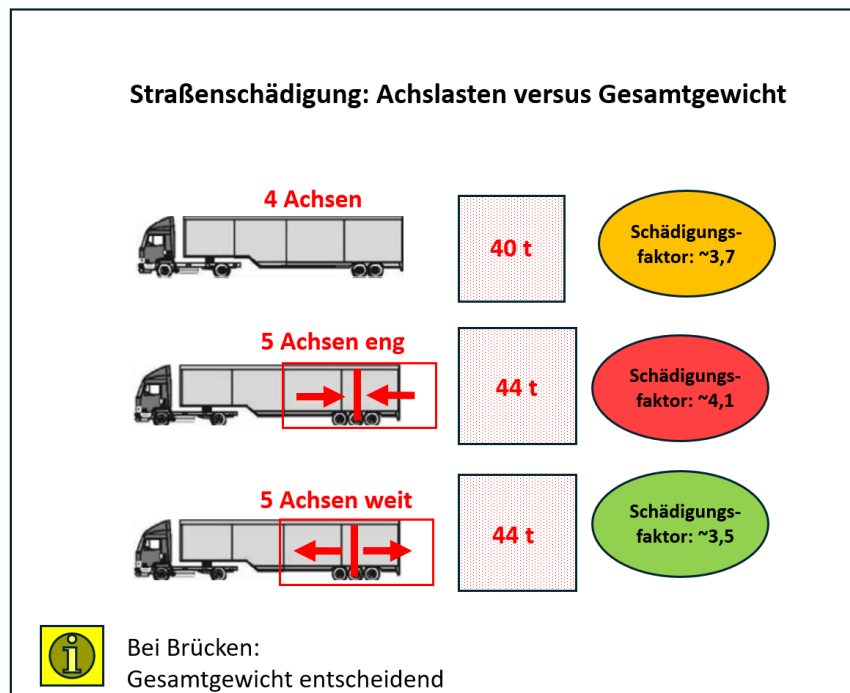 Straßenschädigung: Achslasten versus Gesamtgewicht
4 Achsen
40 t
Schädigungs-
faktor: ~3,7
5 Achsen eng
44 t
Schädigungs-
faktor: ~4,1
5 Achsen weit
44 t
Schädigungs-
faktor: ~3,5
i
Bei Brücken:
Gesamtgewicht entscheidend